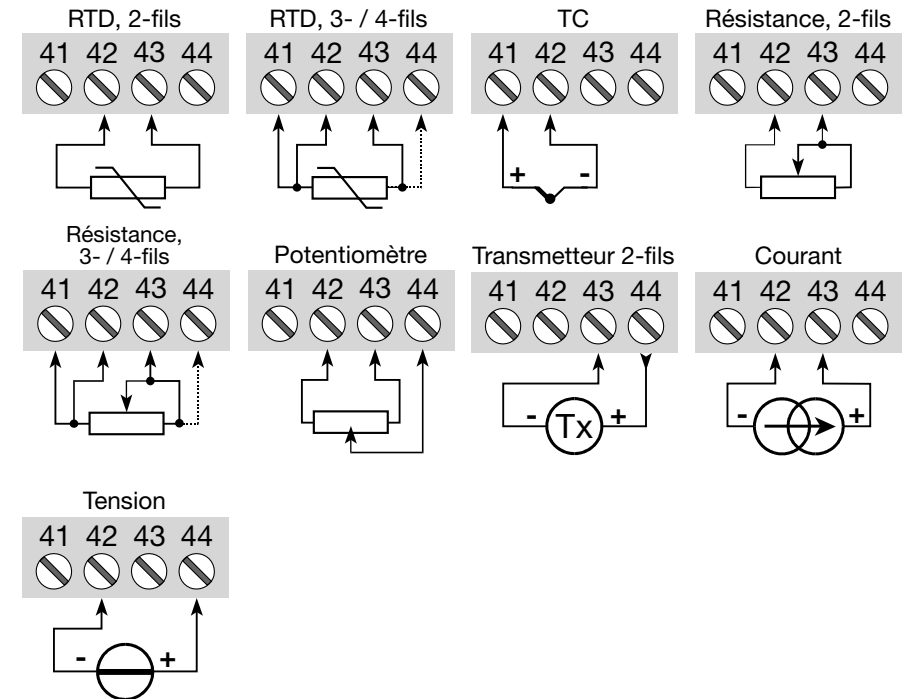 RTD, 2-fils
41 42 43 44
RTD, 3- / 4-fils
41 42 43 44
TC
41 42 43 44
+ -
Résistance, 2-fils
41 42 43 44
Résistance,
3- / 4-fils
41 42 43 44
Potentiomètre
41 42 43 44
Transmetteur 2-fils
41 42 43 44
- Tx +
Courant
41 42 43 44
- +
Tension
41 42 43 44
- +